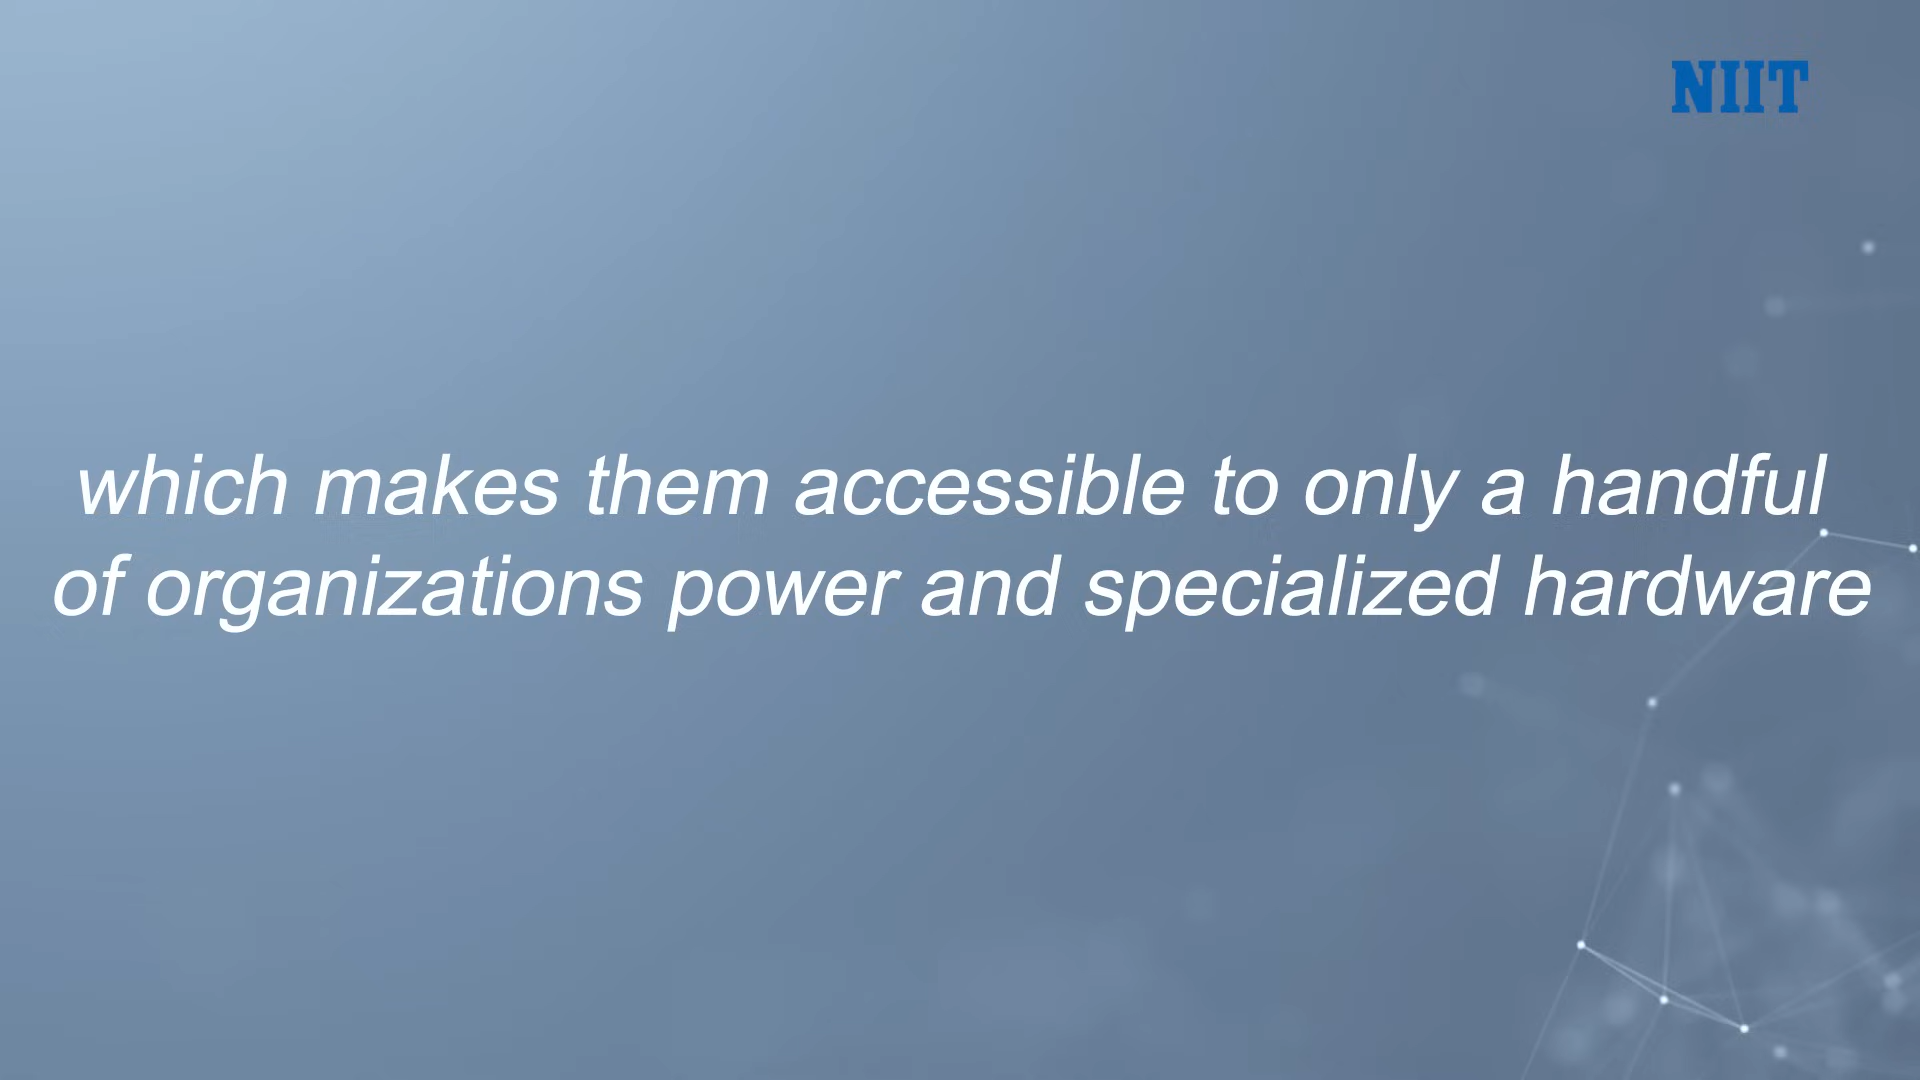 NIIT
which makes them accessible to only a handful
of organizations power and specialized hardware